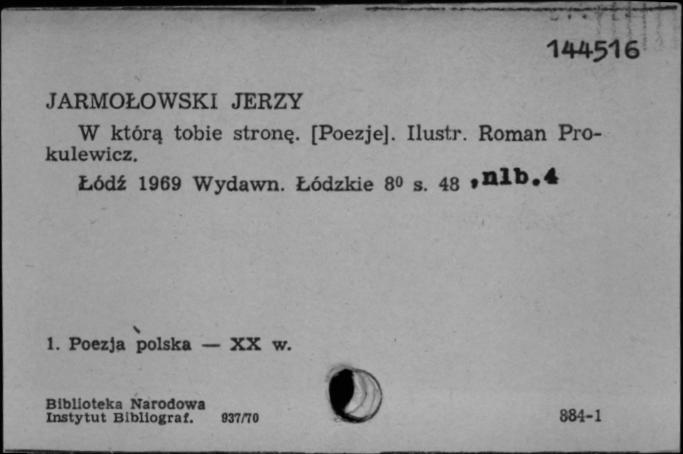 144516
JARMOŁOWSKI JERZY
W którą tobie stronę. [Poezje]. Ilustr. Roman Pro-
kulewicz.
Łódź 1969 Wydawn. Łódzkie 8⁰ s. 48 ,nlb.4
1. Poezja polska — XX w.
Biblioteka Narodowa
Instytut Bibliograf. 937/70
884-1